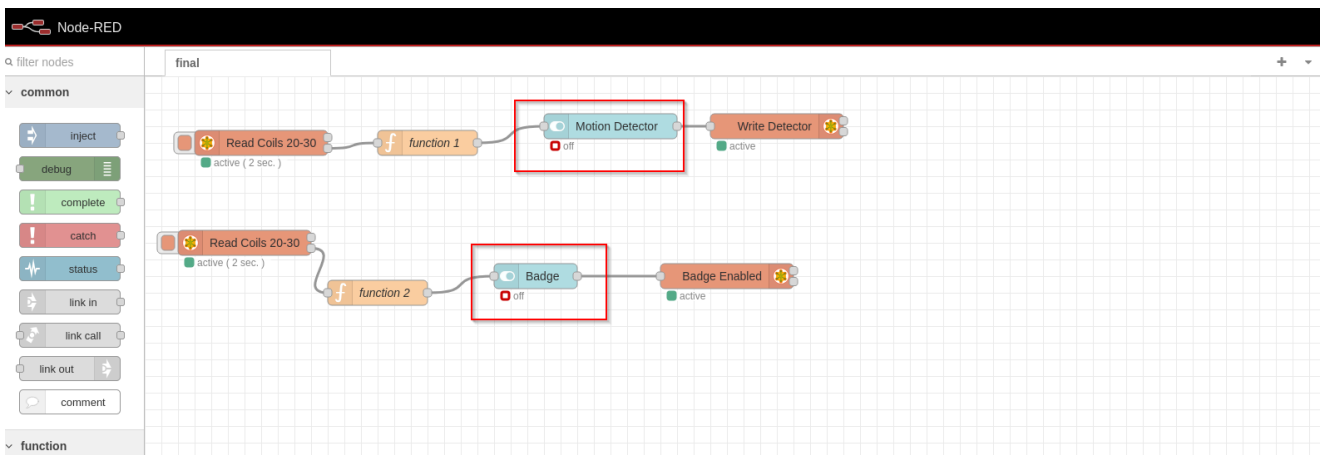 Node-RED
filter nodes
final
common
inject
debug
complete
catch
status
link in
link call
link out
comment
function
Read Coils 20-30
active ( 2 sec. )
function 1
Motion Detector
off
Write Detector
active
Read Coils 20-30
active ( 2 sec. )
function 2
Badge
off
Badge Enabled
active